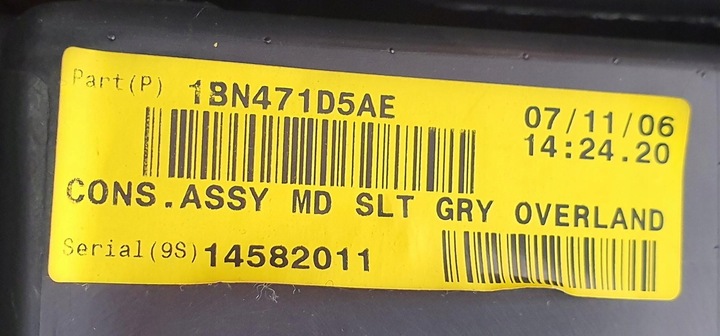 Part(P) 1BN471D5AE
07/11/06
14:24.20
CONS.ASSY MD SLT GRY OVERLAND
Serial(9S) 14582011